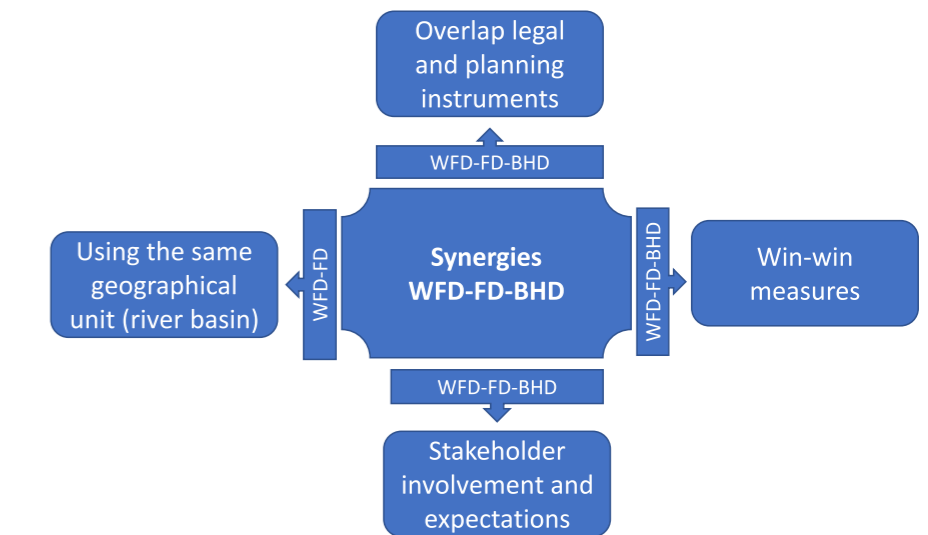 Overlap legal
and planning
instruments
WFD-FD-BHD
Using the same
geographical
unit (river basin)
WFD-FD
Synergies
WFD-FD-BHD
WFD-FD-BHD
Win-win
measures
WFD-FD-BHD
Stakeholder
involvement and
expectations